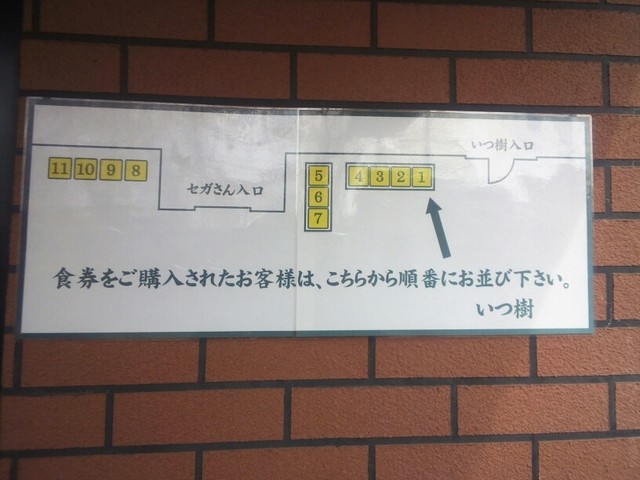 いつ樹入口
11 10 9 8
セガさん入口
5
6
7
4 3 2 1
食券をご購入されたお客様は、こちらから順番にお並び下さい。
いつ樹